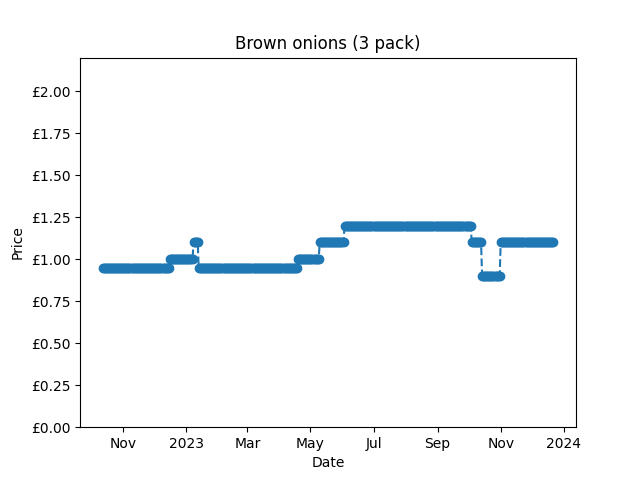 Brown onions (3 pack)
£2.00
£1.75
£1.50
£1.25
£1.00
£0.75
£0.50
£0.25
£0.00
Price
Nov 2023 Mar May Jul Sep Nov 2024
Date